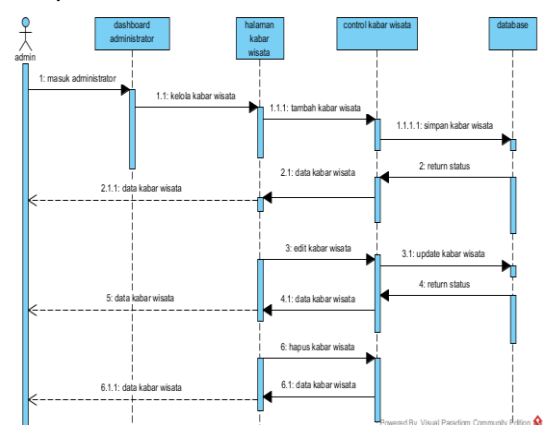 dashboard
administrator
halaman
kabar
wisata
control kabar wisata
database
admin
1: masuk administrator
1.1: kelola kabar wisata
1.1.1: tambah kabar wisata
1.1.1.1: simpan kabar wisata
2: return status
2.1: data kabar wisata
2.1.1: data kabar wisata
3: edit kabar wisata
3.1: update kabar wisata
4: return status
4.1: data kabar wisata
5: data kabar wisata
6: hapus kabar wisata
6.1: data kabar wisata
6.1.1: data kabar wisata
Powered By Visual Paradigm Community Edition